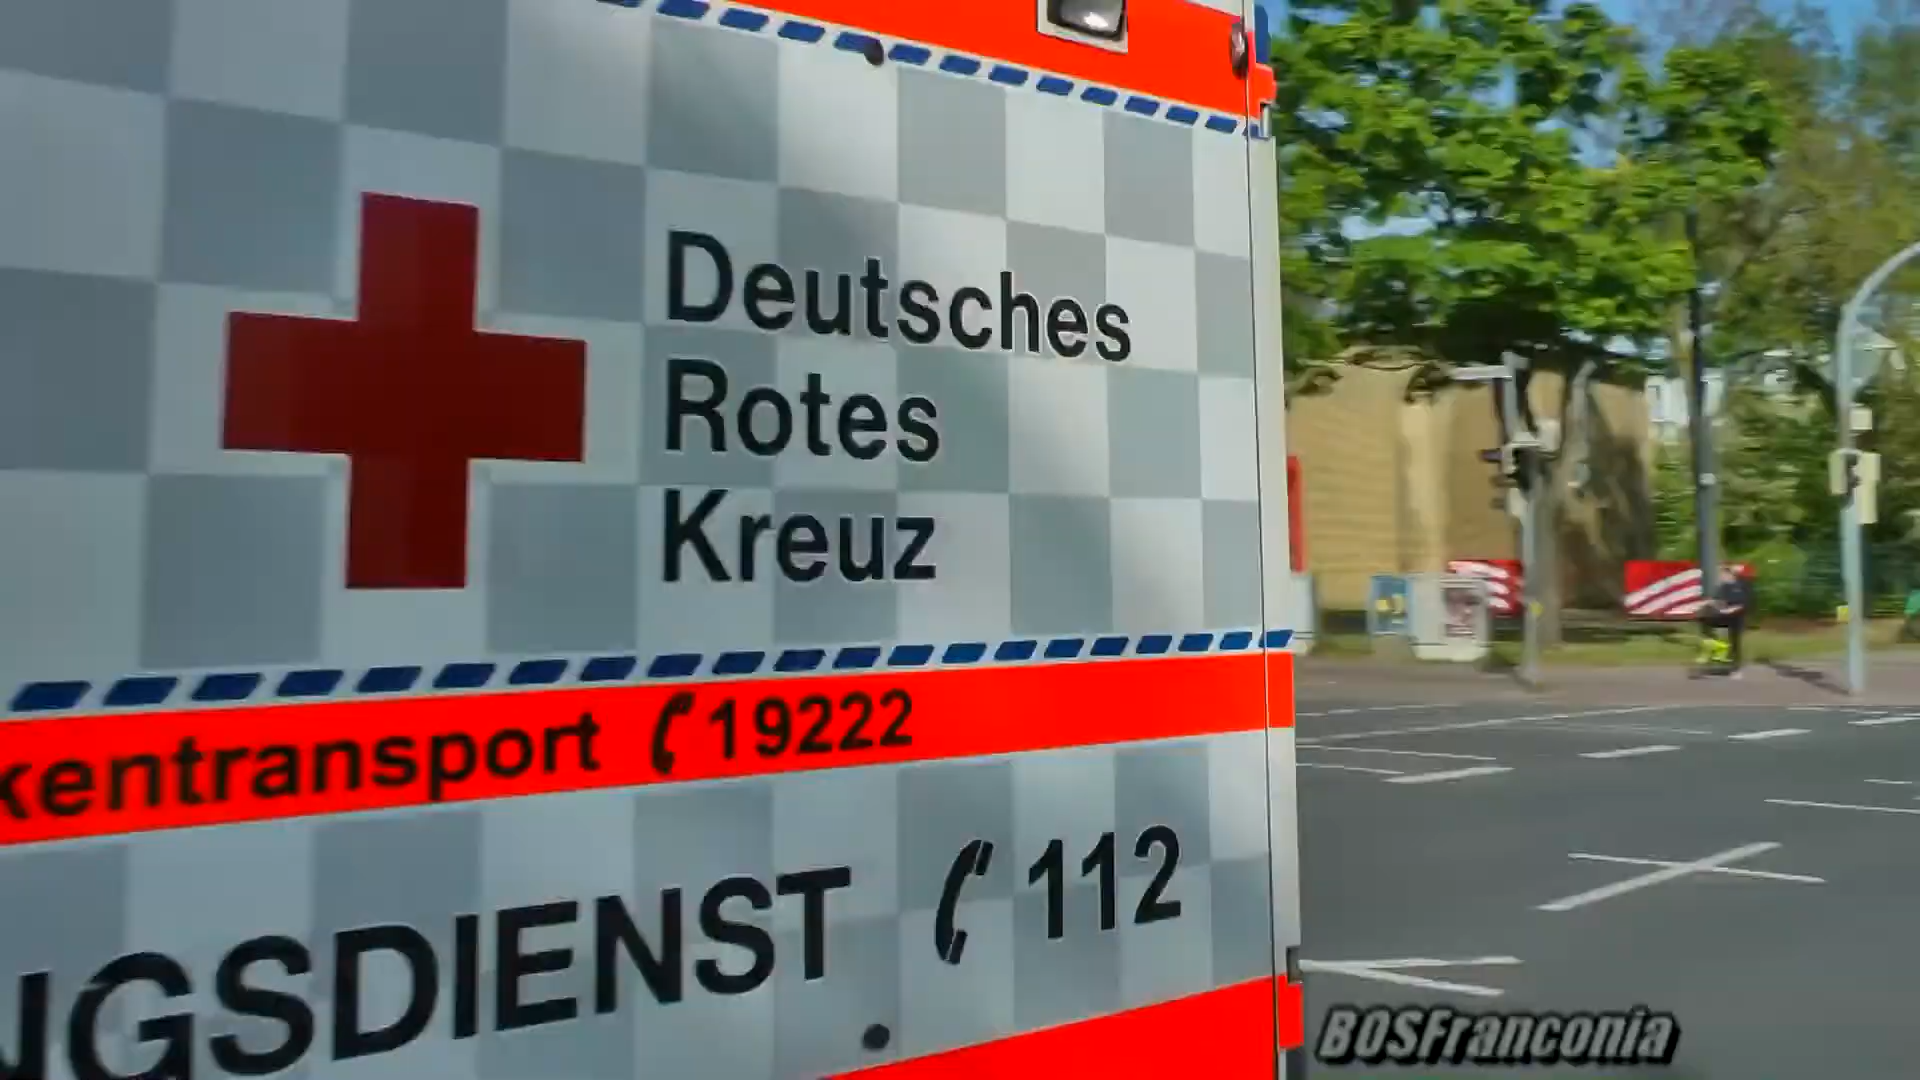 Deutsches
Rotes
Kreuz
kentransport 19222
NGSDIENST 112
BOSFranconia